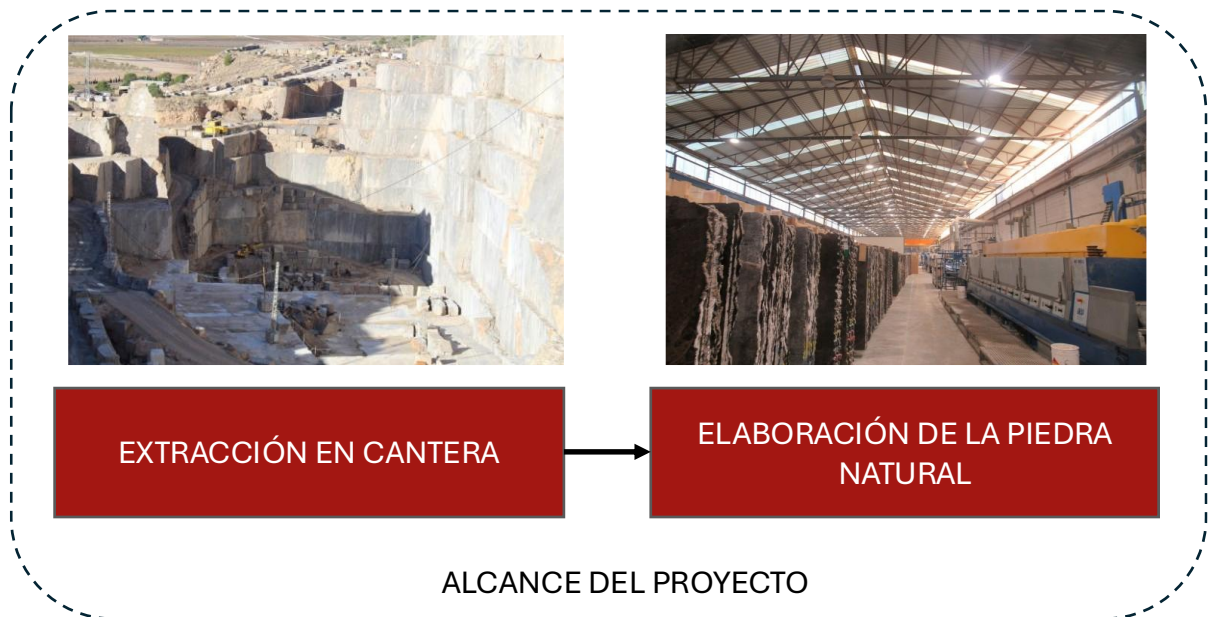 EXTRACCIÓN EN CANTERA
ELABORACIÓN DE LA PIEDRA
NATURAL
ALCANCE DEL PROYECTO